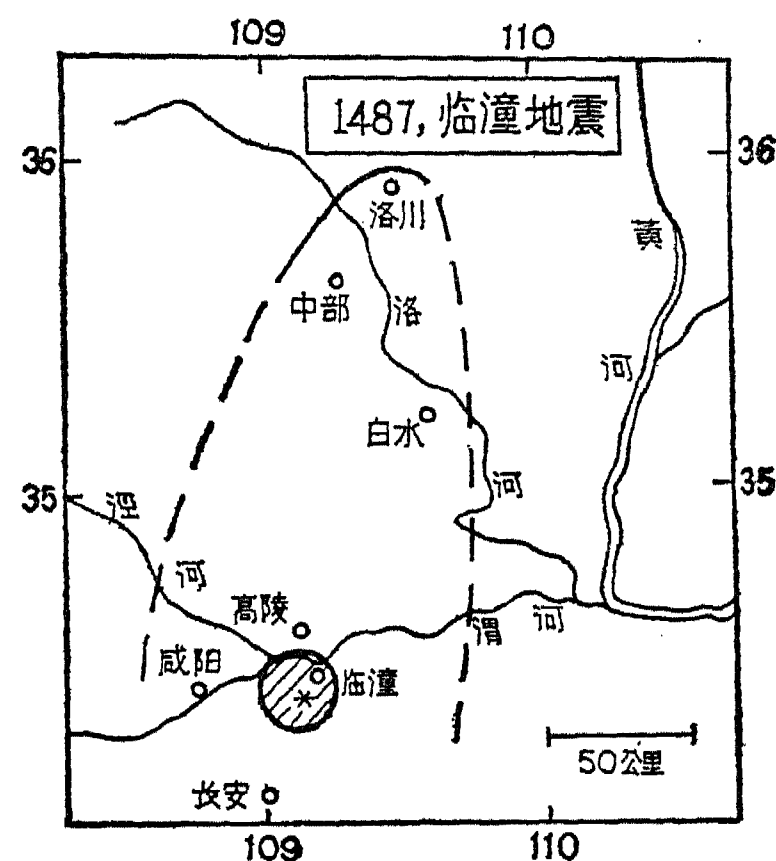 109 110
1487, 临潼地震
36 36
洛川
黄
中部 洛
河
白水
35 35
泾 河
河
高陵
渭 河
咸阳
临潼
50公里
长安
109 110